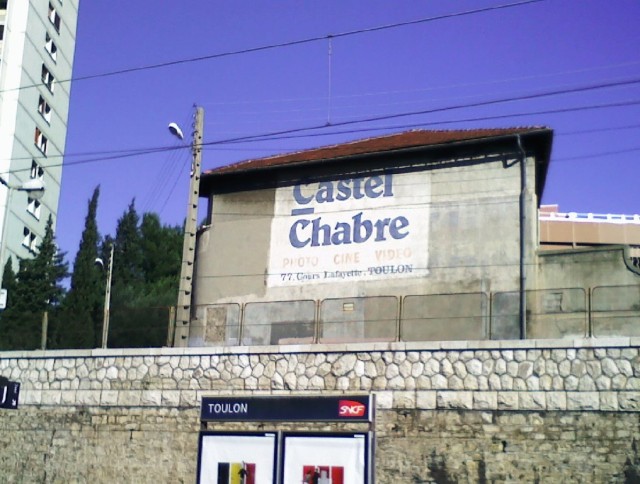 Castel
Chabre
PHOTO CINE VIDEO
77, Cours Lafayette . TOULON
TOULON SNCF